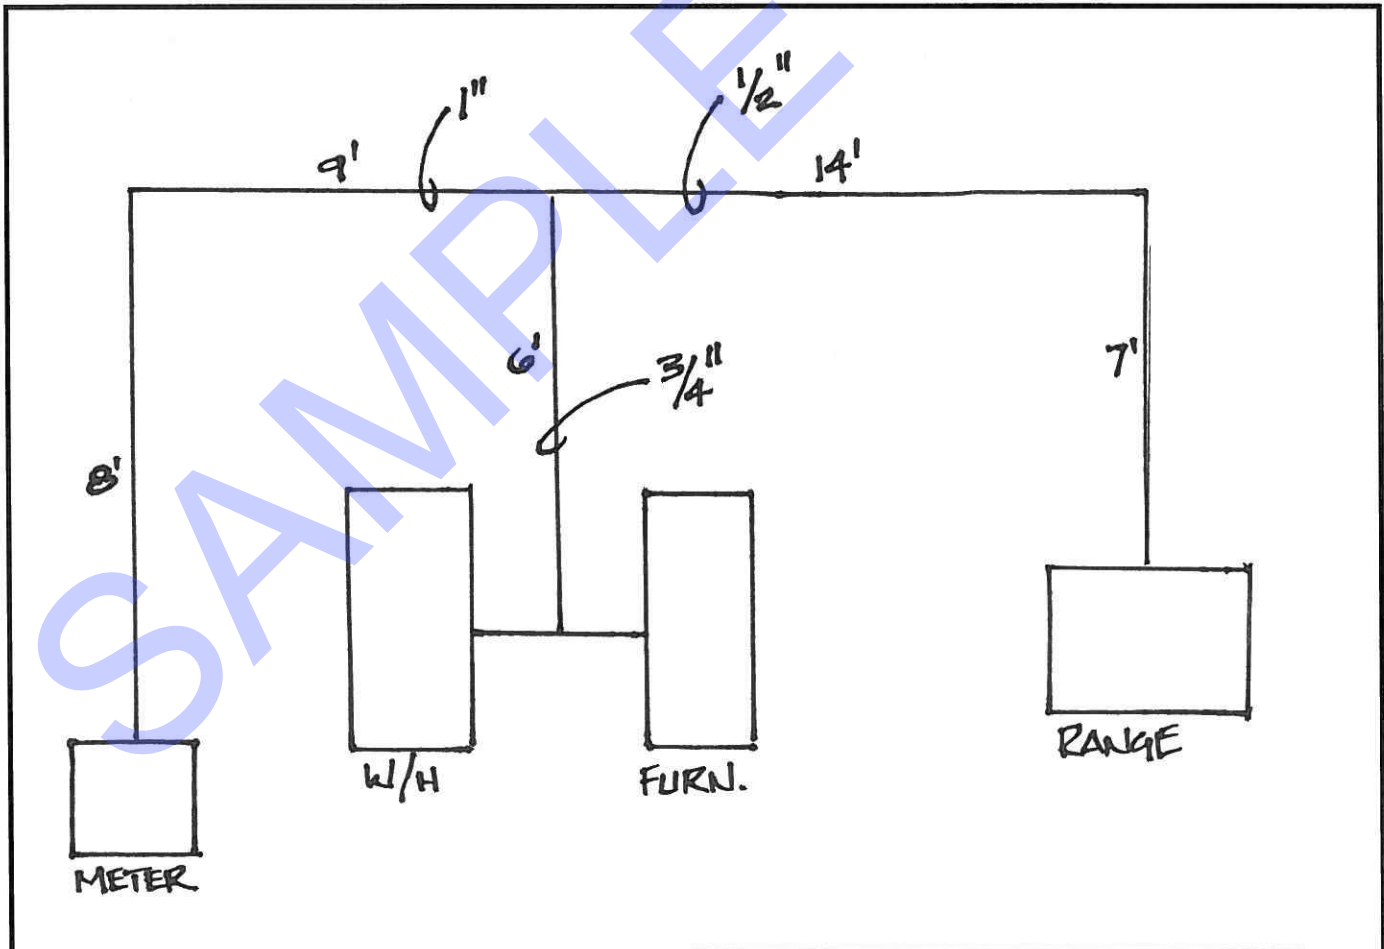 1"
1/2"
9'
14'
6'
3/4"
7'
8'
W/H
FURN.
RANGE
METER
SAMPLE